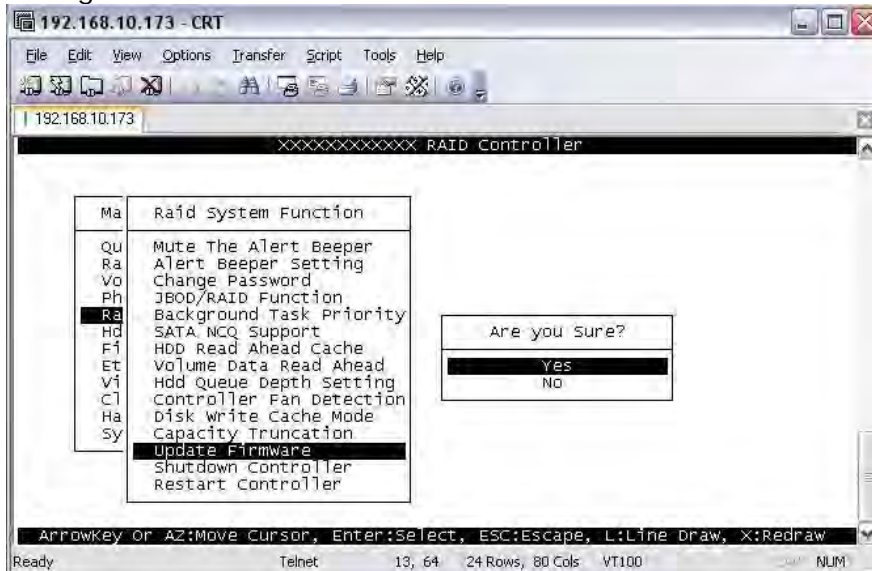 192.168.10.173 - CRT
File Edit View Options Transfer Script Tools Help
192.168.10.173
XXXXXXXXXXXX RAID Controller
Ma
Raid System Function
Qu
Mute The Alert Beeper
Ra
Alert Beeper Setting
Vo
Change Password
Ph
JBOD/RAID Function
Ra
Background Task Priority
Hd
SATA NCQ Support
Fi
HDD Read Ahead Cache
Et
Volume Data Read Ahead
Vi
Hdd Queue Depth Setting
Cl
Controller Fan Detection
Ha
Disk Write Cache Mode
Sy
Capacity Truncation
Update Firmware
Shutdown Controller
Restart Controller
Are you Sure?
Yes
No
ArrowKey Or AZ:Move Cursor, Enter:Select, ESC:Escape, L:Line Draw, X:Redraw
Ready Telnet 13, 64 24 Rows, 80 Cols VT100 NUM